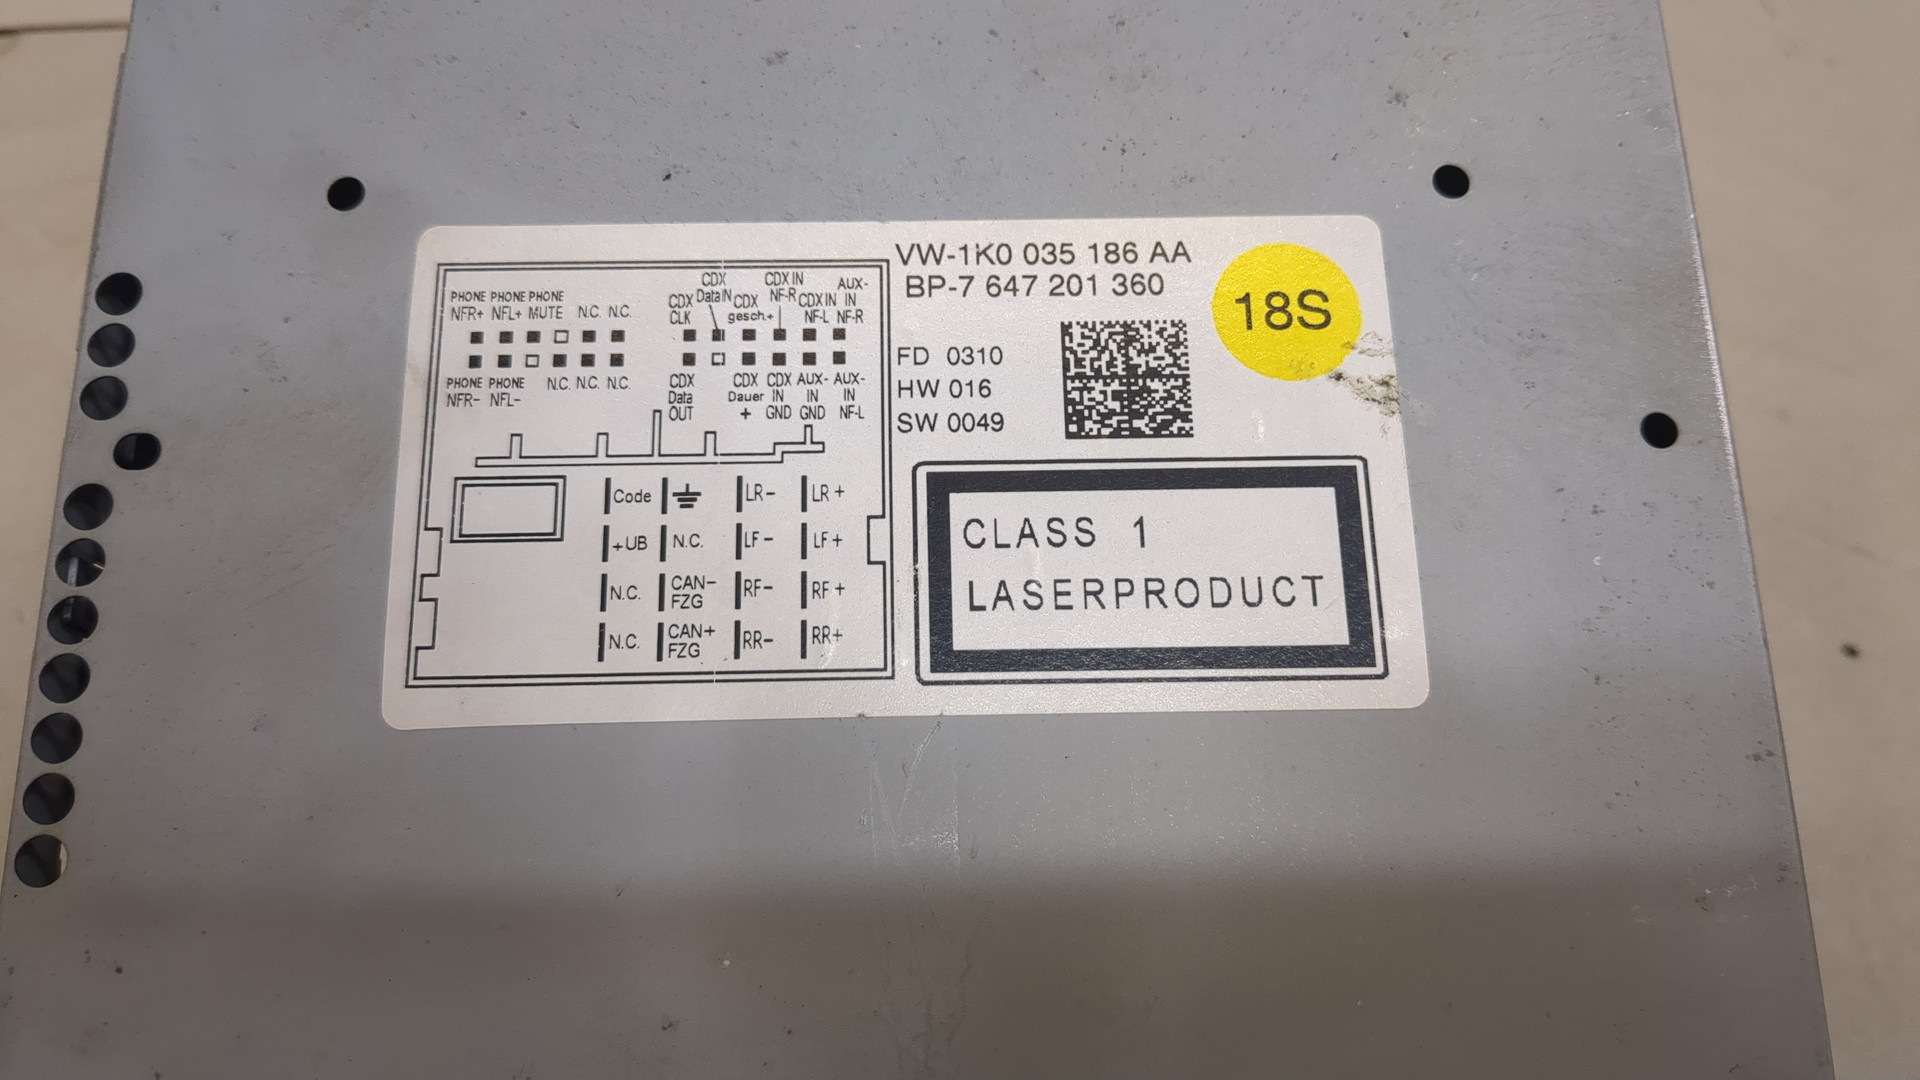 VW-1K0 035 186 AA
BP-7 647 201 360
18S
FD 0310
HW 016
SW 0049
CLASS 1
LASERPRODUCT
PHONE NFR+
PHONE NFL+
PHONE MUTE
N.C. N.C.
CDX CLK
CDX DataIN
CDX gesch.+
CDX IN NF-R
CDX IN NF-L
AUX-IN NF-R
PHONE NFR-
PHONE NFL-
N.C. N.C. N.C.
CDX Data OUT
CDX Dauer +
CDX IN GND
AUX-IN GND
AUX-IN NF-L
Code LR- LR+
+UB N.C. LF- LF+
N.C. CAN- FZG RF- RF+
N.C. CAN+ FZG RR- RR+